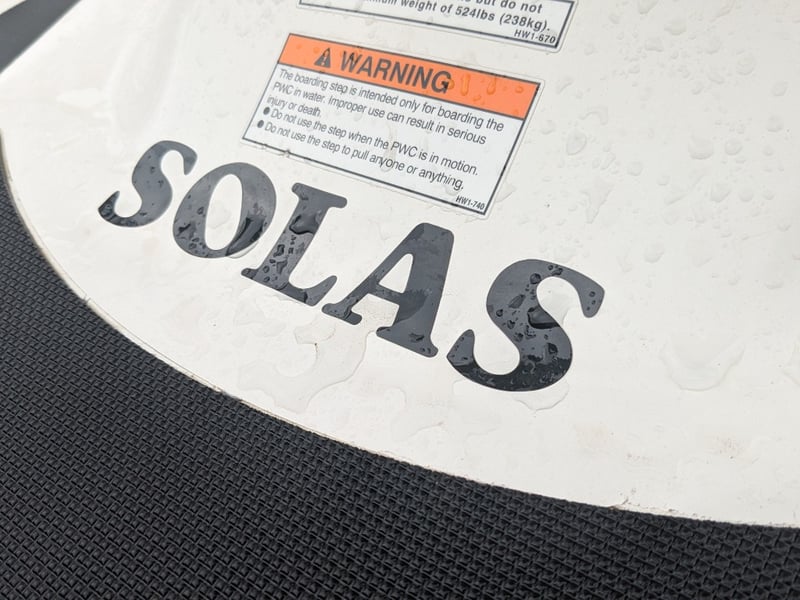 but do not
weight of 524lbs (238kg).
HW1-670
WARNING
The boarding step is intended only for boarding the
PWC in water. Improper use can result in serious
injury or death.
● Do not use the step when the PWC is in motion.
● Do not use the step to pull anyone or anything.
HW1-740
SOLAS